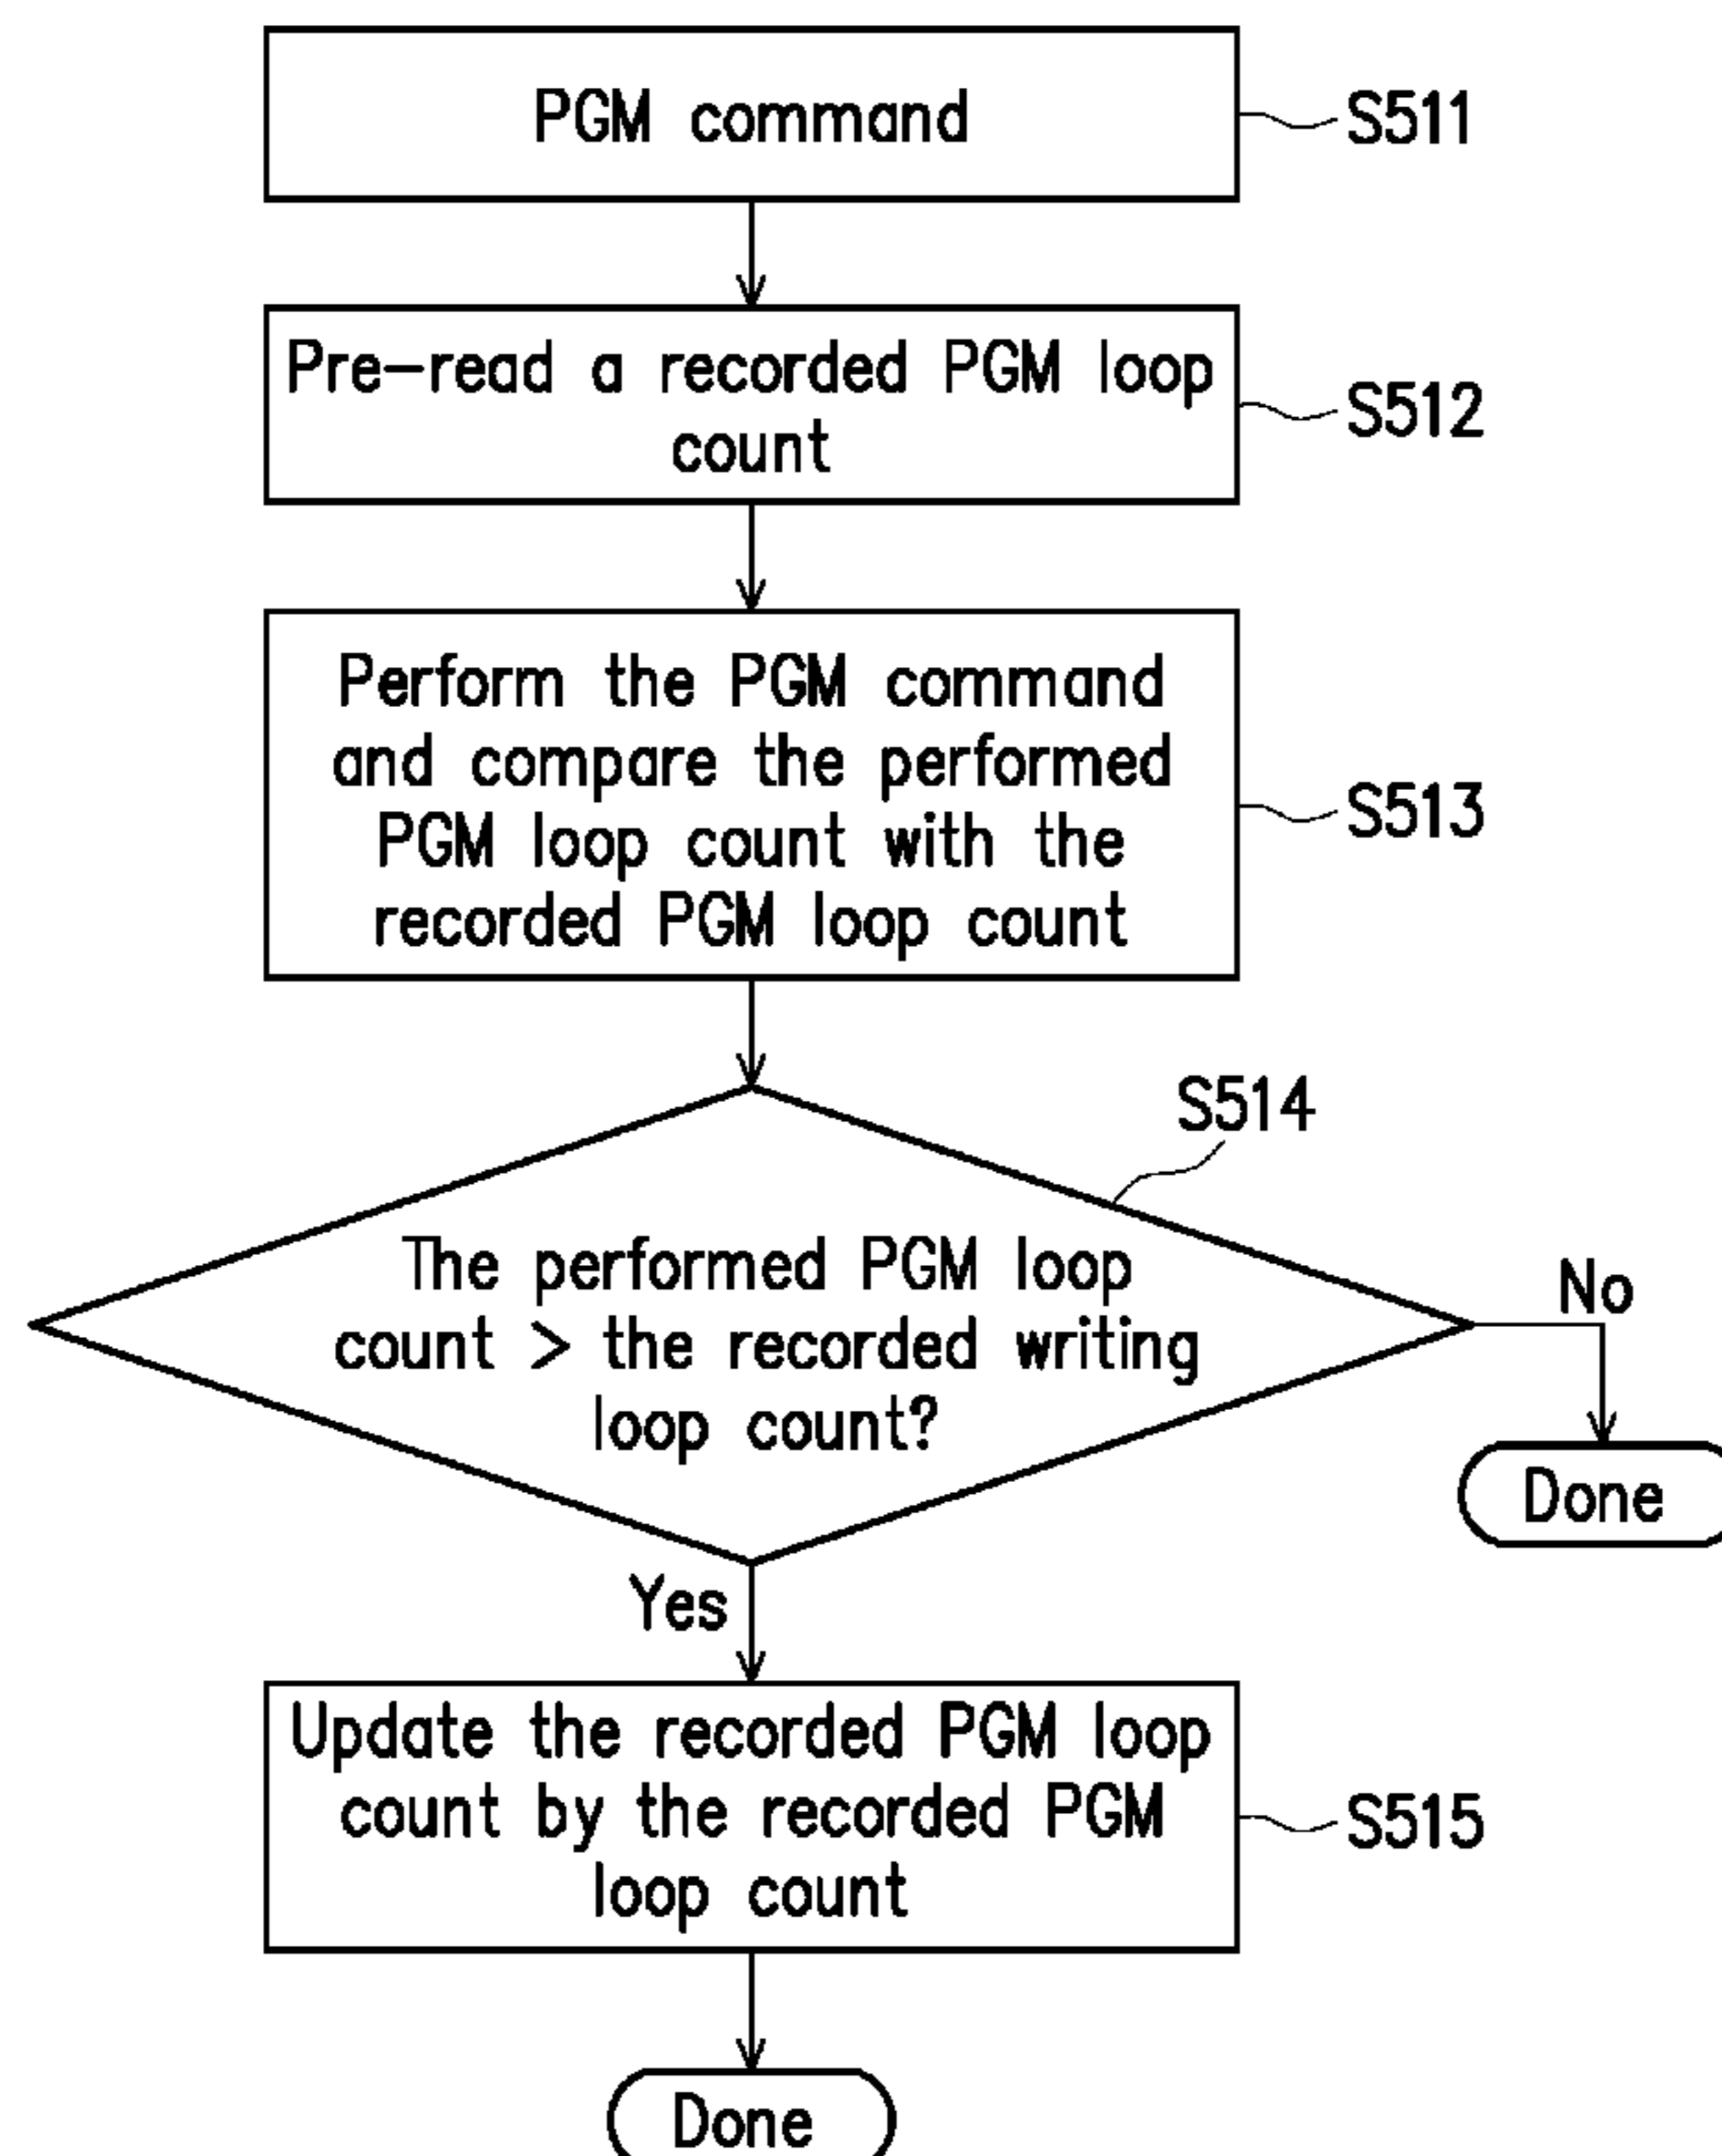 PGM command
S511
Pre-read a recorded PGM loop
count
S512
Perform the PGM command
and compare the performed
PGM loop count with the
recorded PGM loop count
S513
S514
The performed PGM loop
count > the recorded writing
loop count?
No
Done
Yes
Update the recorded PGM loop
count by the recorded PGM
loop count
S515
Done